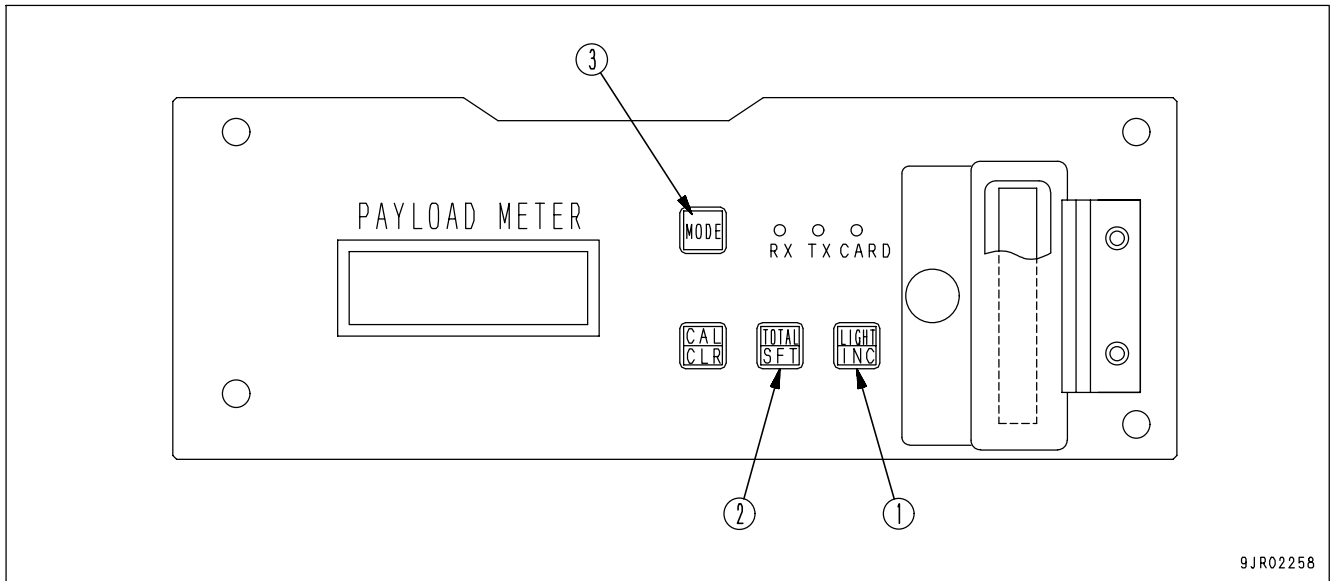 3
PAYLOAD METER
MODE
RX TX CARD
CAL
CLR
TOTAL
SFT
LIGHT
INC
2
1
9JR02258